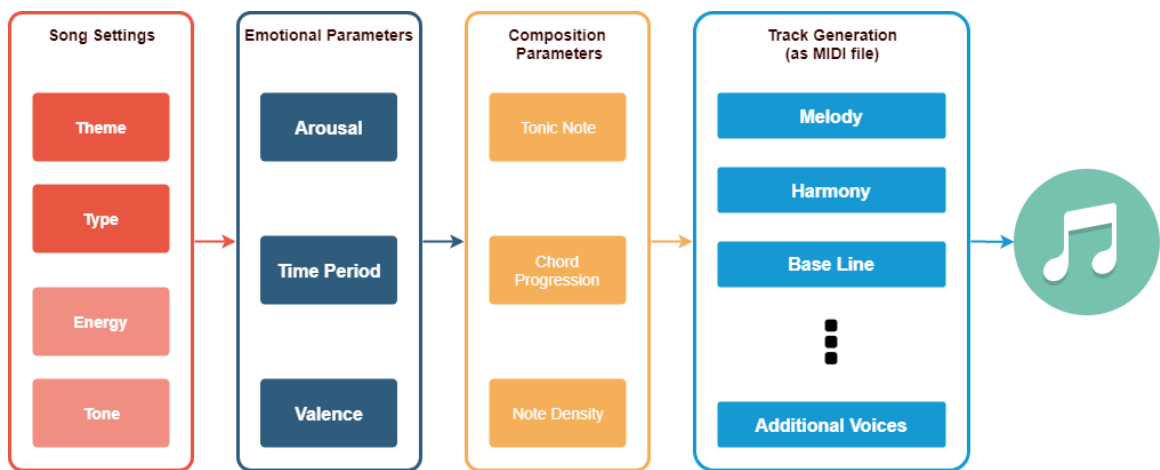 Song Settings
Theme
Type
Energy
Tone
Emotional Parameters
Arousal
Time Period
Valence
Composition
Parameters
Tonic Note
Chord
Progression
Note Density
Track Generation
(as MIDI file)
Melody
Harmony
Base Line
Additional Voices